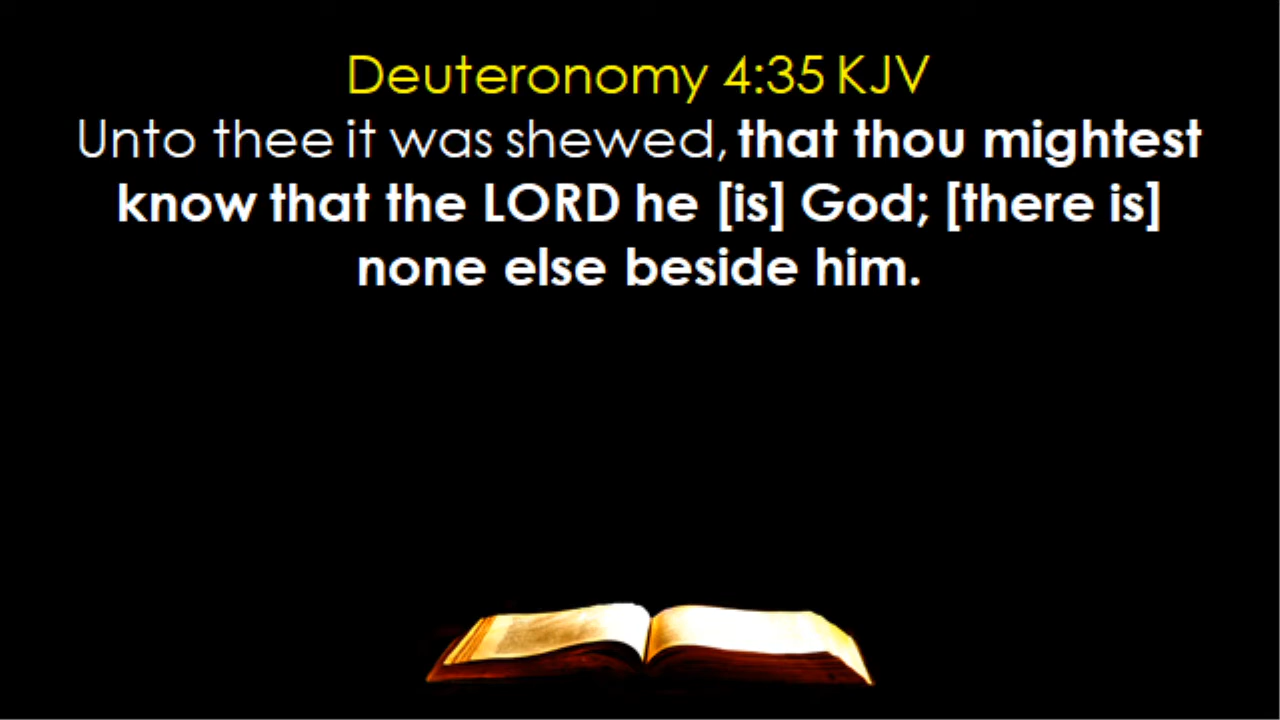 Deuteronomy 4:35 KJV
Unto thee it was shewed, that thou mightest
know that the LORD he [is] God; [there is]
none else beside him.